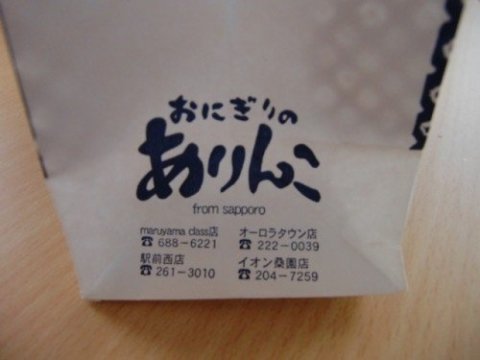 おにぎりの
ありんこ
from sapporo
maruyama class店
☎ 688-6221
オーロラタウン店
☎ 222-0039
駅前西店
☎ 261-3010
イオン桑園店
☎ 204-7259